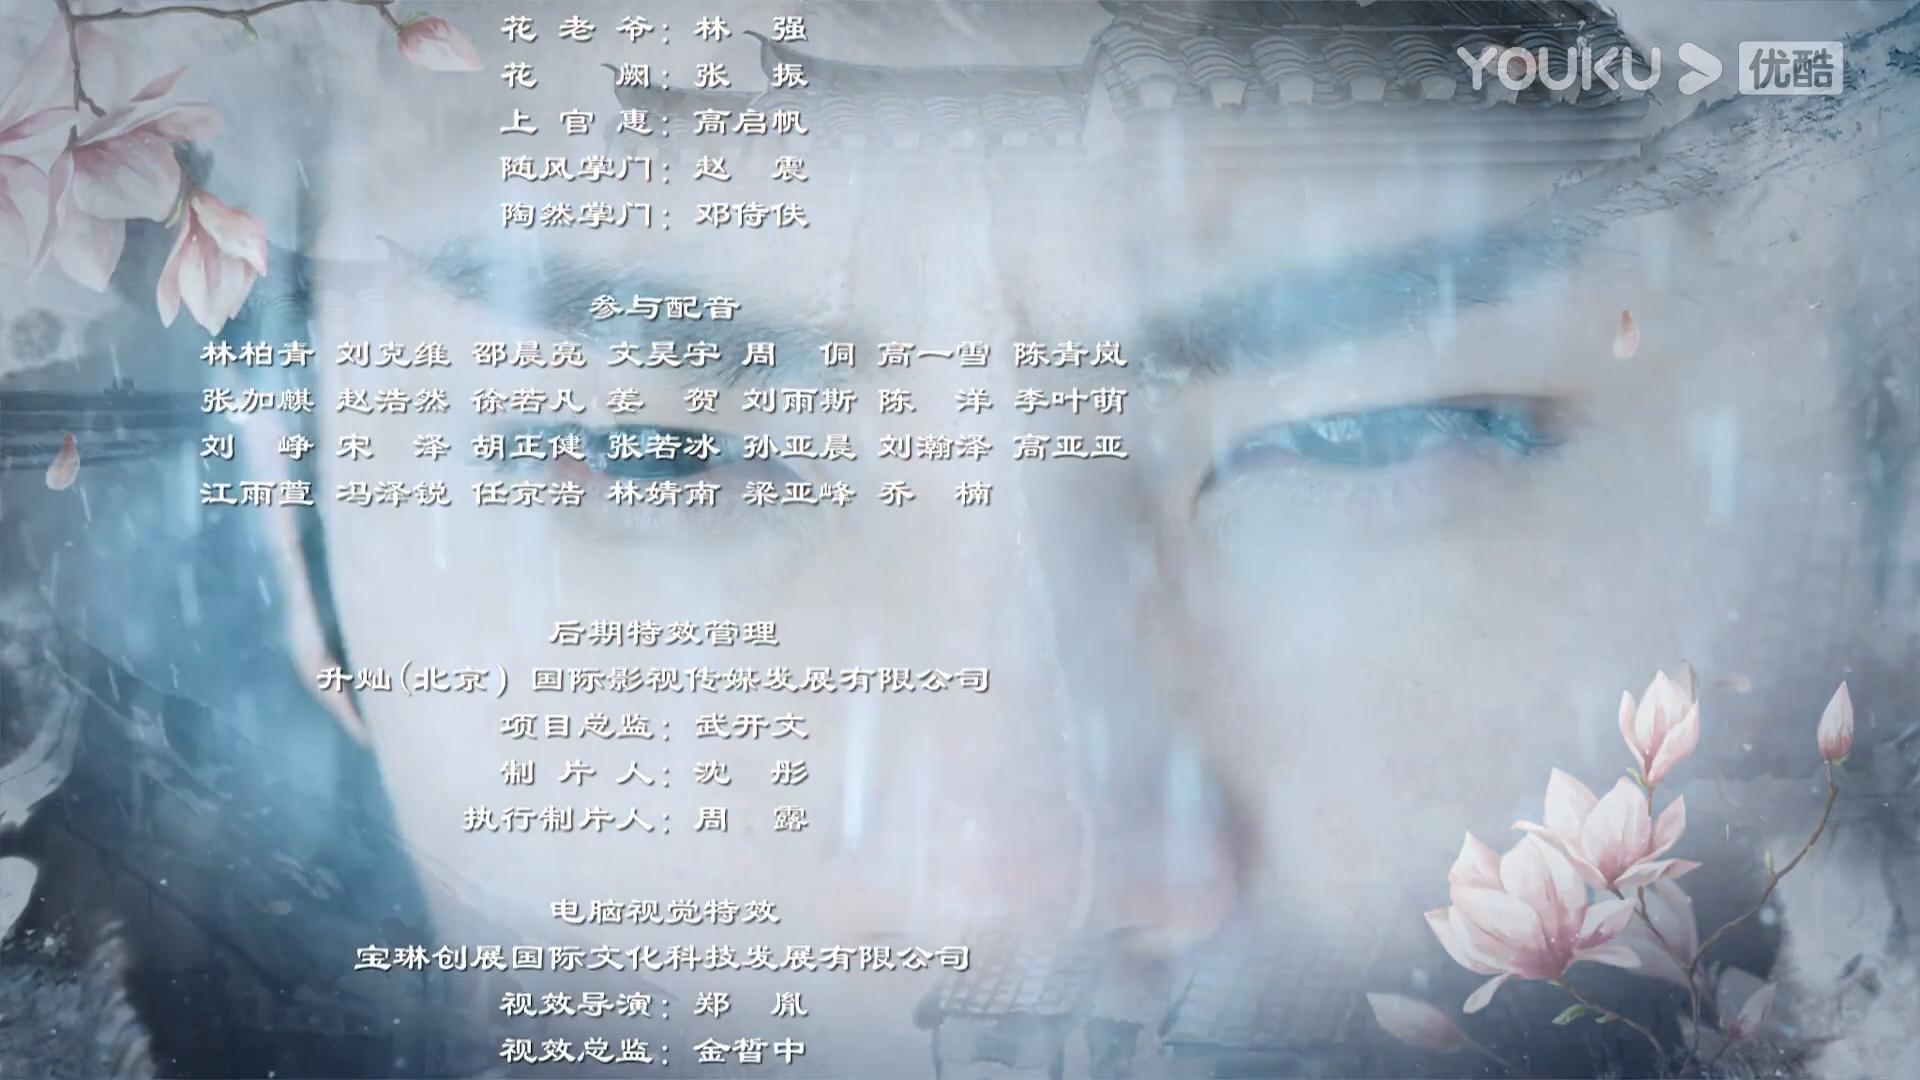 花老爷：林强
YOUKU 优酷
花阙：张振
上官惠：高启帆
随风掌门：赵震
陶然掌门：邓侍佚
参与配音
林柏青 刘克维 邵晨亮 文昊宇 周侗 高一雪 陈青岚
张加麒 赵浩然 徐若凡 姜贺 刘雨斯 陈洋 李叶萌
刘峥 宋泽 胡正健 张若冰 孙亚晨 刘瀚泽 高亚亚
江雨萱 冯泽锐 任京浩 林婧南 梁亚峰 乔楠
后期特效管理
升灿(北京) 国际影视传媒发展有限公司
项目总监：武开文
制片人：沈彤
执行制片人：周露
电脑视觉特效
宝琳创展国际文化科技发展有限公司
视效导演：郑胤
视效总监：金晢中